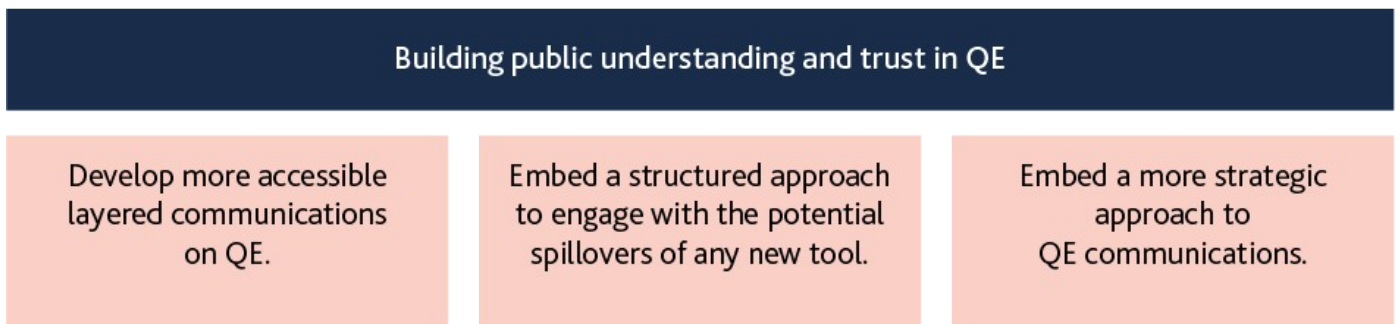 Building public understanding and trust in QE
Develop more accessible
layered communications
on QE.
Embed a structured approach
to engage with the potential
spillovers of any new tool.
Embed a more strategic
approach to
QE communications.